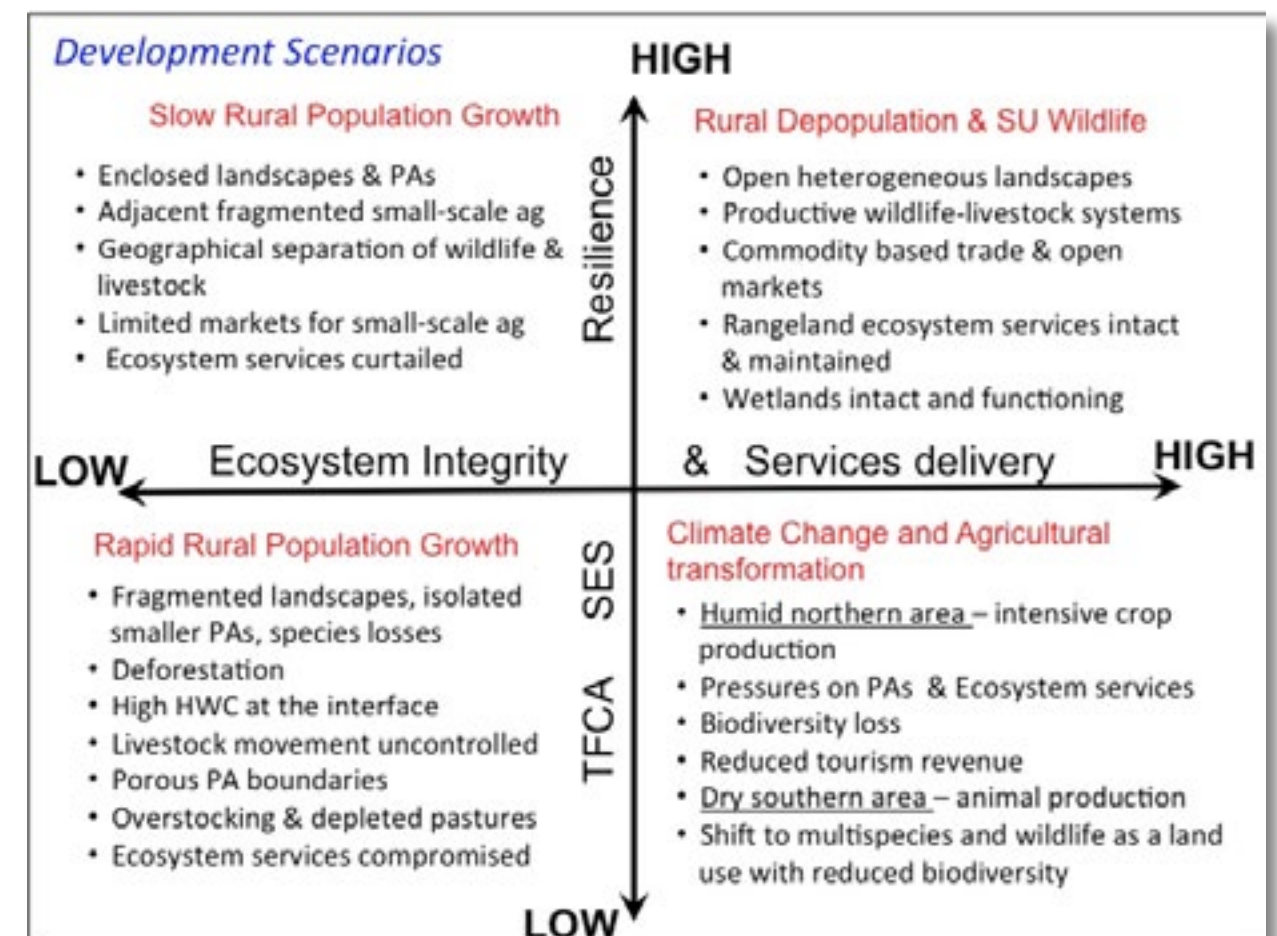 Development Scenarios
HIGH
Slow Rural Population Growth
• Enclosed landscapes & PAs
• Adjacent fragmented small-scale ag
• Geographical separation of wildlife &
livestock
• Limited markets for small-scale ag
• Ecosystem services curtailed
Resilience
Rural Depopulation & SU Wildlife
• Open heterogeneous landscapes
• Productive wildlife-livestock systems
• Commodity based trade & open
markets
• Rangeland ecosystem services intact
& maintained
• Wetlands intact and functioning
LOW
Ecosystem Integrity & Services delivery
HIGH
Rapid Rural Population Growth
• Fragmented landscapes, isolated
smaller PAs, species losses
• Deforestation
• High HWC at the interface
• Livestock movement uncontrolled
• Porous PA boundaries
• Overstocking & depleted pastures
• Ecosystem services compromised
TFCA SES
Climate Change and Agricultural
transformation
• Humid northern area – intensive crop
production
• Pressures on PAs & Ecosystem services
• Biodiversity loss
• Reduced tourism revenue
• Dry southern area – animal production
• Shift to multispecies and wildlife as a land
use with reduced biodiversity
LOW